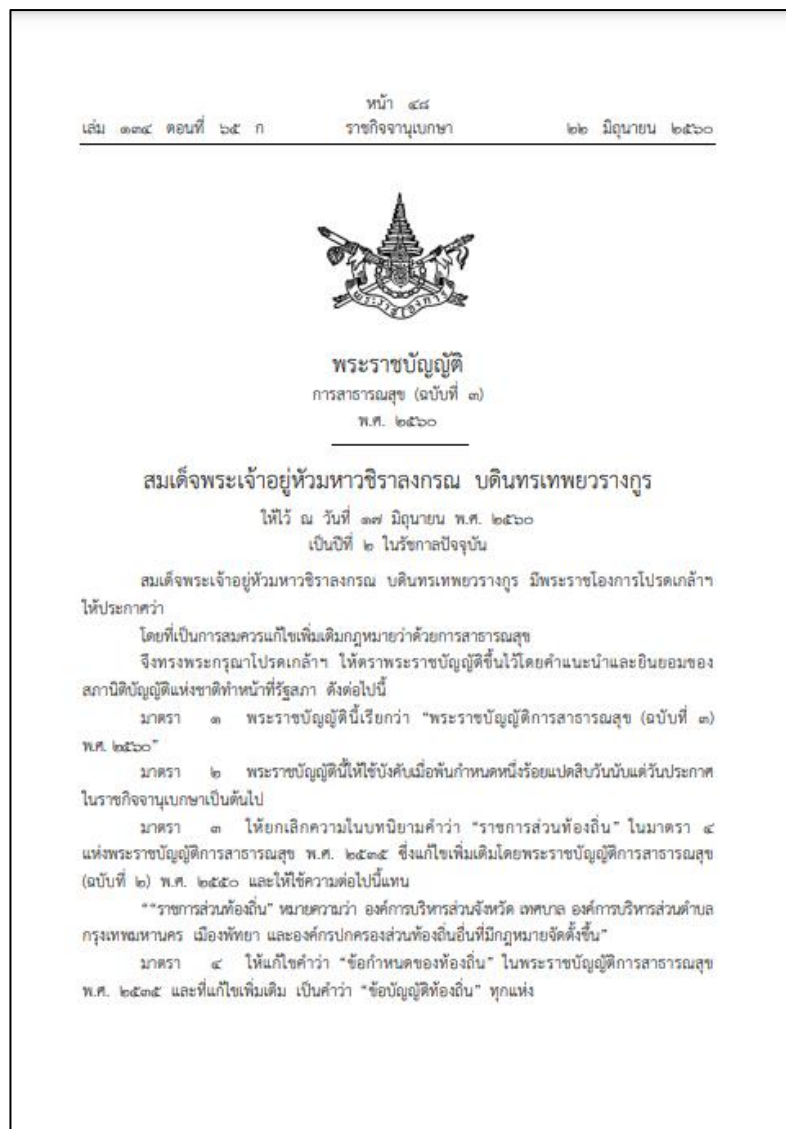 หน้า ๔๘
เล่ม ๑๓๔ ตอนที่ ๖๕ ก ราชกิจจานุเบกษา ๒๒ มิถุนายน ๒๕๖๐
พระราชโองการ
พระราชบัญญัติ
การสาธารณสุข (ฉบับที่ ๓)
พ.ศ. ๒๕๖๐
สมเด็จพระเจ้าอยู่หัวมหาวชิราลงกรณ บดินทรเทพยวรางกูร
ให้ไว้ ณ วันที่ ๑๗ มิถุนายน พ.ศ. ๒๕๖๐
เป็นปีที่ ๒ ในรัชกาลปัจจุบัน
สมเด็จพระเจ้าอยู่หัวมหาวชิราลงกรณ บดินทรเทพยวรางกูร มีพระราชโองการโปรดเกล้าฯ
ให้ประกาศว่า
โดยที่เป็นการสมควรแก้ไขเพิ่มเติมกฎหมายว่าด้วยการสาธารณสุข
จึงทรงพระกรุณาโปรดเกล้าฯ ให้ตราพระราชบัญญัติขึ้นไว้โดยคำแนะนำและยินยอมของ
สภานิติบัญญัติแห่งชาติทำหน้าที่รัฐสภา ดังต่อไปนี้
มาตรา ๑ พระราชบัญญัตินี้เรียกว่า “พระราชบัญญัติการสาธารณสุข (ฉบับที่ ๓)
พ.ศ. ๒๕๖๐”
มาตรา ๒ พระราชบัญญัตินี้ให้ใช้บังคับเมื่อพ้นกำหนดหนึ่งร้อยแปดสิบวันนับแต่วันประกาศ
ในราชกิจจานุเบกษาเป็นต้นไป
มาตรา ๓ ให้ยกเลิกความในบทนิยามคำว่า “ราชการส่วนท้องถิ่น” ในมาตรา ๔
แห่งพระราชบัญญัติการสาธารณสุข พ.ศ. ๒๕๓๕ ซึ่งแก้ไขเพิ่มเติมโดยพระราชบัญญัติการสาธารณสุข
(ฉบับที่ ๒) พ.ศ. ๒๕๕๐ และให้ใช้ความต่อไปนี้แทน
““ราชการส่วนท้องถิ่น” หมายความว่า องค์การบริหารส่วนจังหวัด เทศบาล องค์การบริหารส่วนตำบล
กรุงเทพมหานคร เมืองพัทยา และองค์กรปกครองส่วนท้องถิ่นอื่นที่มีกฎหมายจัดตั้งขึ้น”
มาตรา ๔ ให้แก้ไขคำว่า “ข้อกำหนดของท้องถิ่น” ในพระราชบัญญัติการสาธารณสุข
พ.ศ. ๒๕๓๕ และที่แก้ไขเพิ่มเติม เป็นคำว่า “ข้อบัญญัติท้องถิ่น” ทุกแห่ง